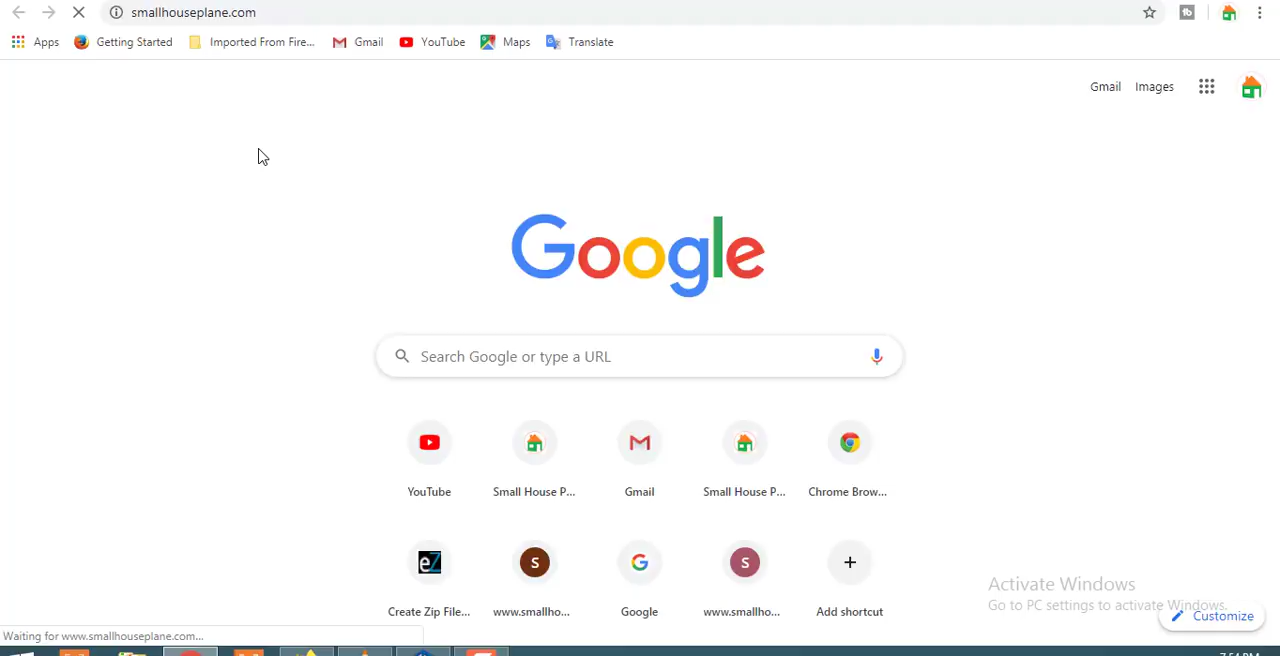 smallhouseplane.com
Apps Getting Started Imported From Fire... Gmail YouTube Maps Translate
Gmail Images
Google
Search Google or type a URL
YouTube Small House P... Gmail Small House P... Chrome Brow...
eZ S G S +
Create Zip File... www.smallho... Google www.smallho... Add shortcut
Activate Windows
Go to PC settings to activate Windows.
Customize
Waiting for www.smallhouseplane.com...